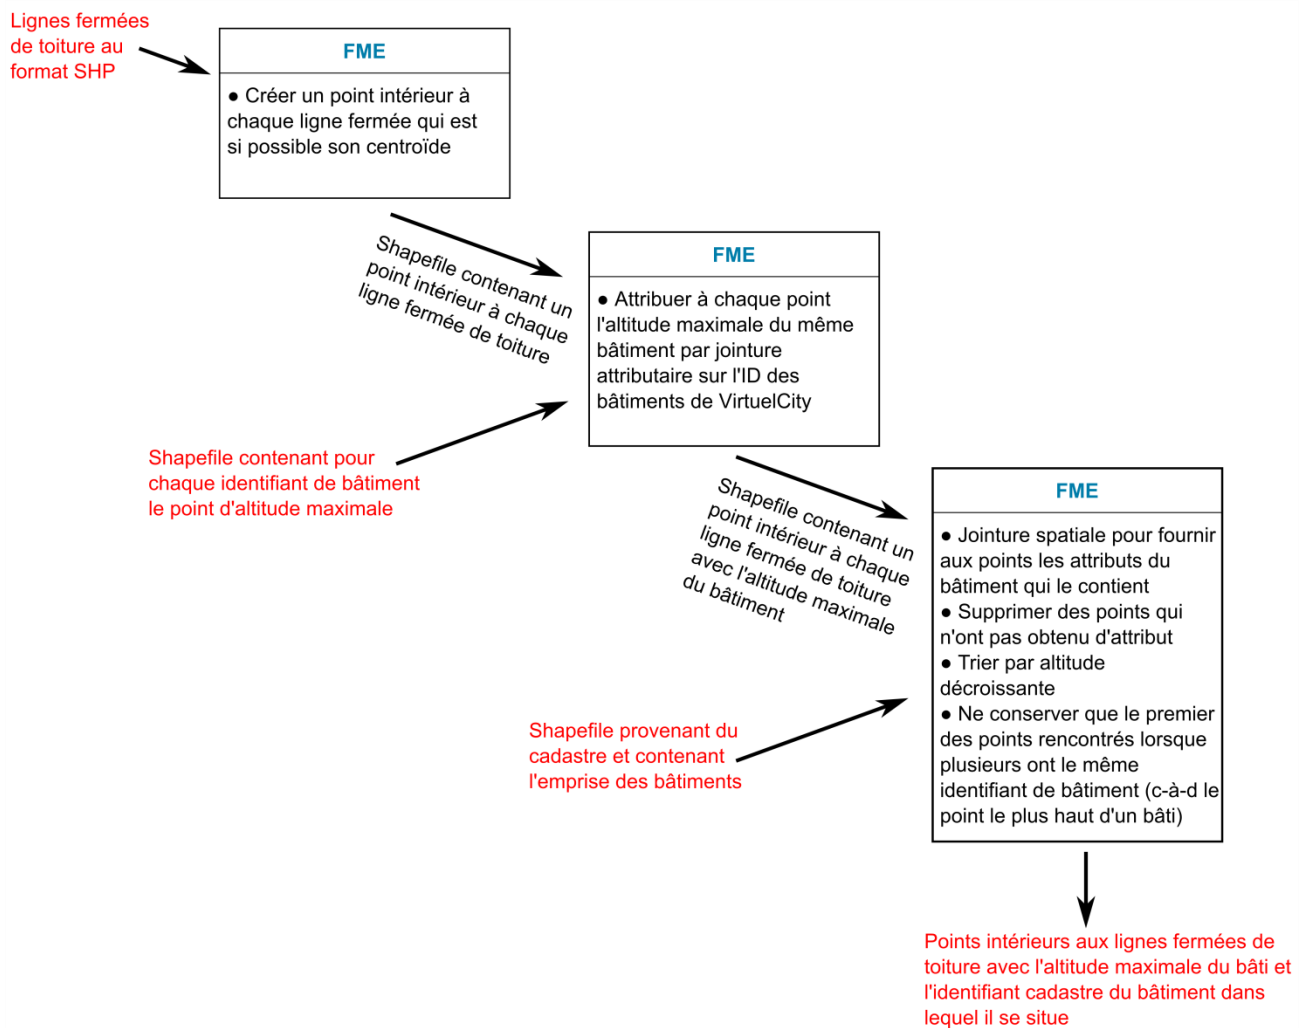 Lignes fermées
de toiture au
format SHP
FME
● Créer un point intérieur à
chaque ligne fermée qui est
si possible son centroïde
Shapefile contenant un
point intérieur à chaque
ligne fermée de toiture
FME
● Attribuer à chaque point
l'altitude maximale du même
bâtiment par jointure
attributaire sur l'ID des
bâtiments de VirtuelCity
Shapefile contenant pour
chaque identifiant de bâtiment
le point d'altitude maximale
Shapefile contenant un
point intérieur à chaque
ligne fermée de toiture
avec l'altitude maximale
du bâtiment
FME
● Jointure spatiale pour fournir
aux points les attributs du
bâtiment qui le contient
● Supprimer des points qui
n'ont pas obtenu d'attribut
● Trier par altitude
décroissante
● Ne conserver que le premier
des points rencontrés lorsque
plusieurs ont le même
identifiant de bâtiment (c-à-d le
point le plus haut d'un bâti)
Shapefile provenant du
cadastre et contenant
l'emprise des bâtiments
Points intérieurs aux lignes fermées de
toiture avec l'altitude maximale du bâti et
l'identifiant cadastre du bâtiment dans
lequel il se situe